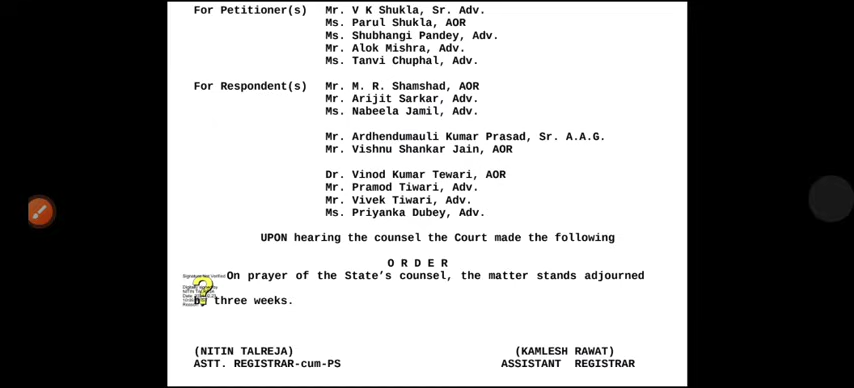 For Petitioner(s) Mr. V K Shukla, Sr. Adv.
Ms. Parul Shukla, AOR
Ms. Shubhangi Pandey, Adv.
Mr. Alok Mishra, Adv.
Ms. Tanvi Chuphal, Adv.
For Respondent(s) Mr. M. R. Shamshad, AOR
Mr. Arijit Sarkar, Adv.
Ms. Nabeela Jamil, Adv.
Mr. Ardhendumauli Kumar Prasad, Sr. A.A.G.
Mr. Vishnu Shankar Jain, AOR
Dr. Vinod Kumar Tewari, AOR
Mr. Pramod Tiwari, Adv.
Mr. Vivek Tiwari, Adv.
Ms. Priyanka Dubey, Adv.
UPON hearing the counsel the Court made the following
O R D E R
Signature Not Verified
On prayer of the State's counsel, the matter stands adjourned
by three weeks.
(NITIN TALREJA) (KAMLESH RAWAT)
ASTT. REGISTRAR-cum-PS ASSISTANT REGISTRAR